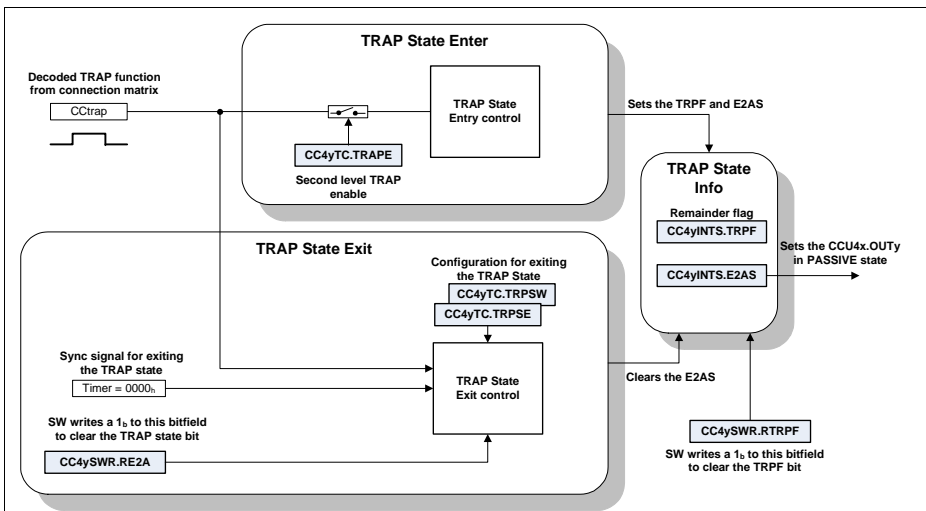 TRAP State Enter
Decoded TRAP function
from connection matrix
CCtrap
TRAP State
Entry control
CC4yTC.TRAPE
Second level TRAP
enable
Sets the TRPF and E2AS
TRAP State
Info
Remainder flag
CC4yINTS.TRPF
CC4yINTS.E2AS
Sets the CCU4x.OUTy
in PASSIVE state
TRAP State Exit
Configuration for exiting
the TRAP State
CC4yTC.TRPSW
CC4yTC.TRPSE
Sync signal for exiting
the TRAP state
Timer = 0000h
TRAP State
Exit control
Clears the E2AS
SW writes a 1b to this bitfield
to clear the TRAP state bit
CC4ySWR.RE2A
CC4ySWR.RTRPF
SW writes a 1b to this bitfield
to clear the TRPF bit